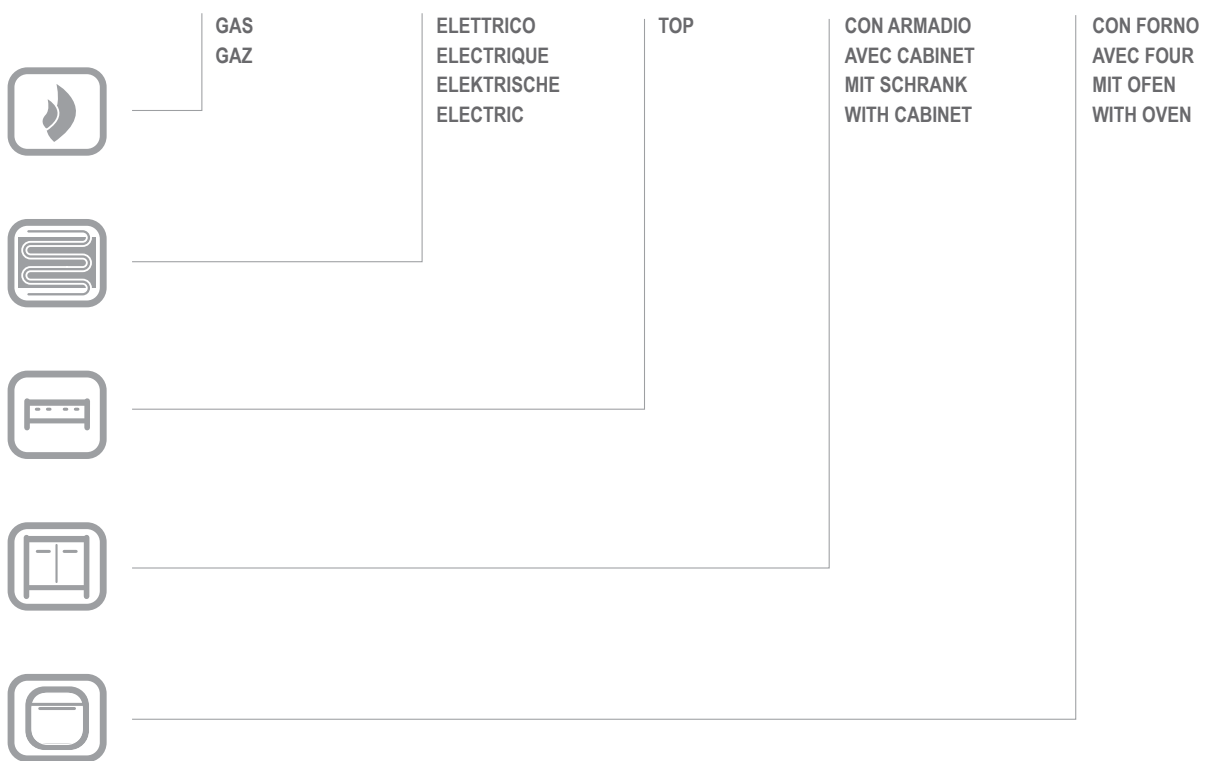 GAS
GAZ
ELETTRICO
ELECTRIQUE
ELEKTRISCHE
ELECTRIC
TOP
CON ARMADIO
AVEC CABINET
MIT SCHRANK
WITH CABINET
CON FORNO
AVEC FOUR
MIT OFEN
WITH OVEN